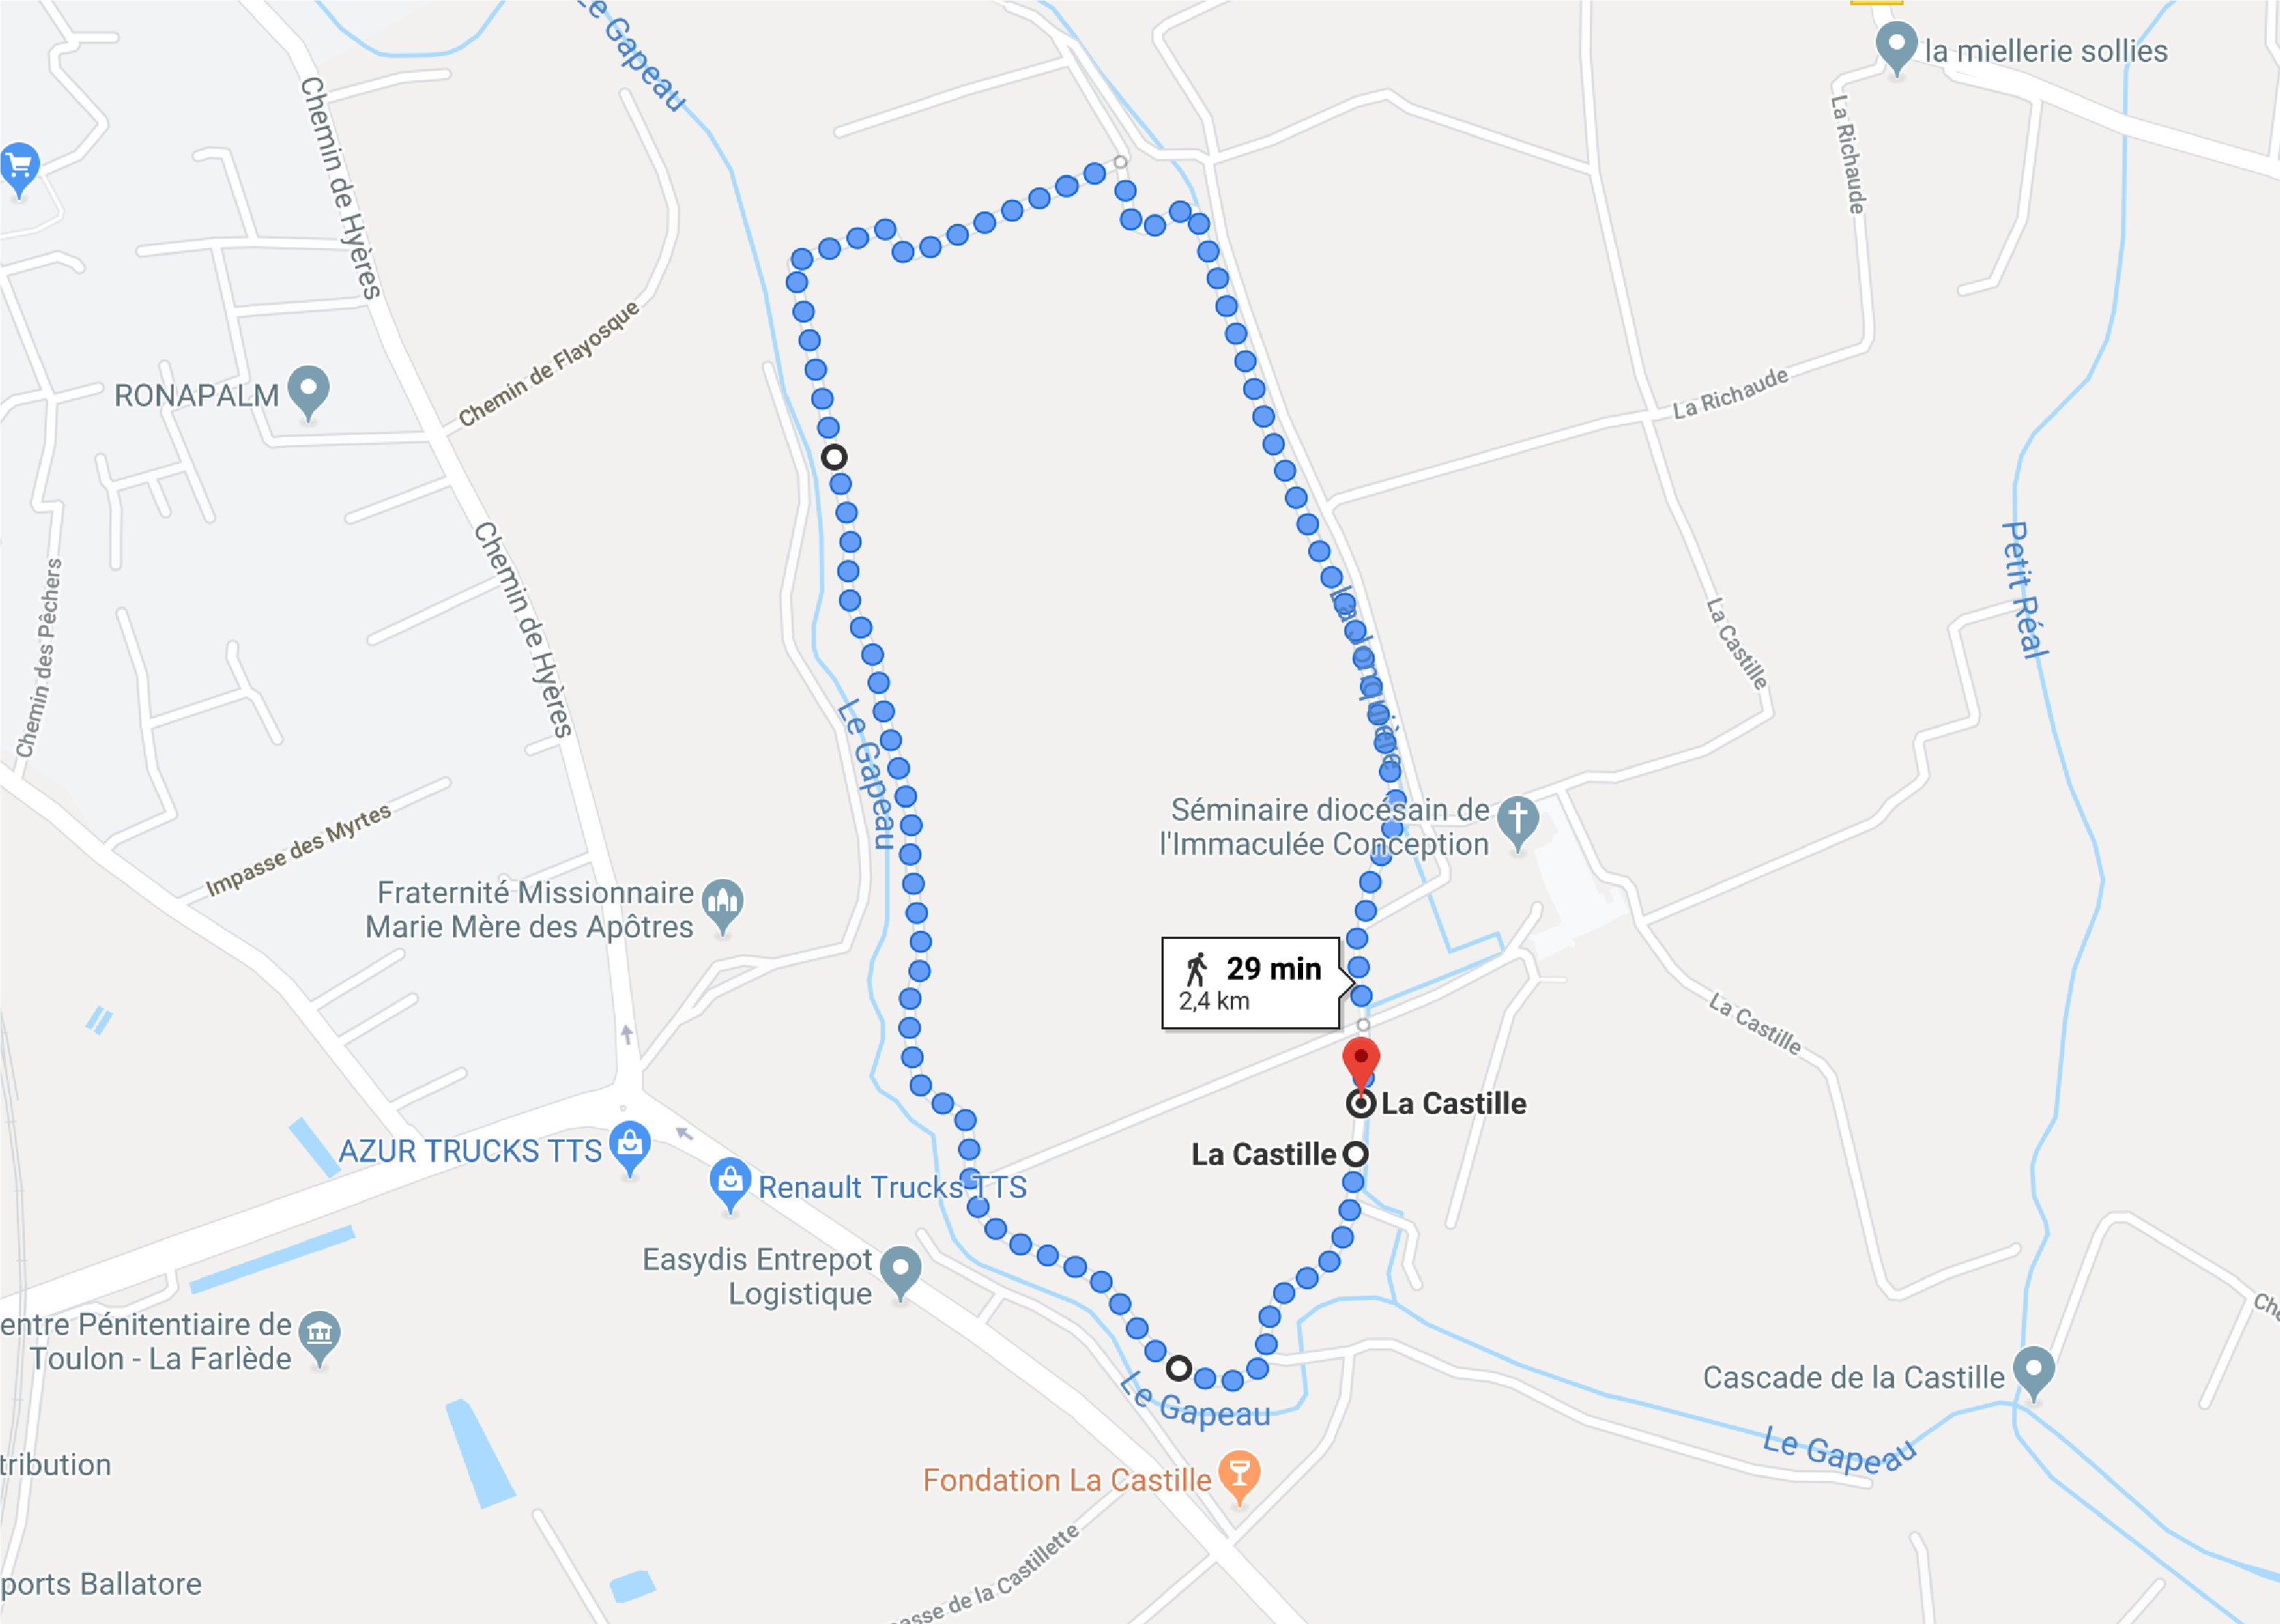 Le Gapeau
la miellerie sollies
Chemin de Hyères
La Richaude
Chemin de Flayosque
RONAPALM
La Richaude
Chemin de Hyères
Petit Réal
Chemin des Pêchers
La Castille
Le Gapeau
Séminaire diocésain de
l'Immaculée Conception
Impasse des Myrtes
Fraternité Missionnaire
Marie Mère des Apôtres
29 min
2,4 km
La Castille
La Castille
La Castille
AZUR TRUCKS TTS
Renault Trucks TTS
Easydis Entrepot
Logistique
entre Pénitentiaire de
Toulon - La Farlède
Cascade de la Castille
Le Gapeau
Le Gapeau
tribution
Fondation La Castille
asse de la Castillette
ports Ballatore